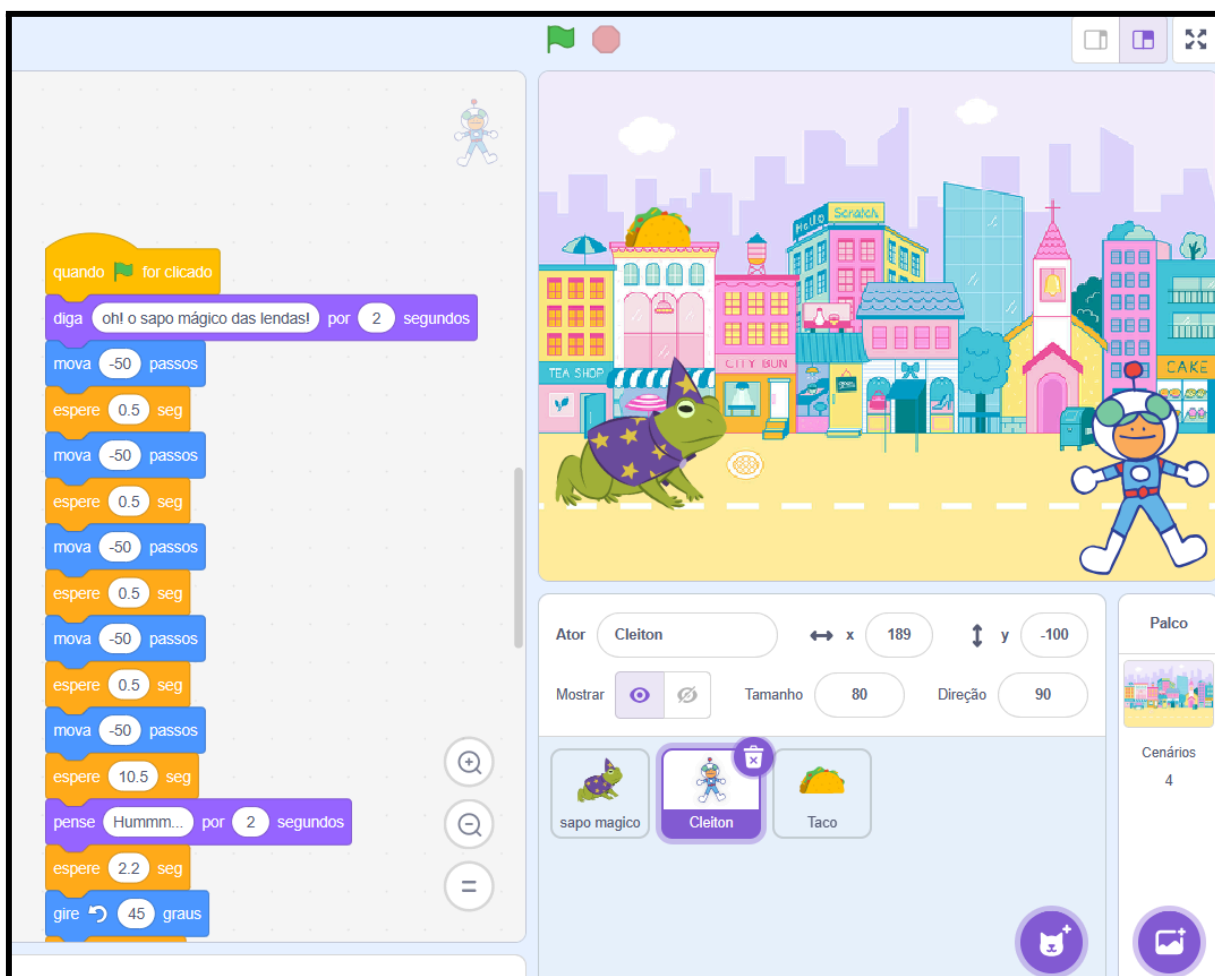 quando for clicado
diga oh! o sapo mágico das lendas! por 2 segundos
mova -50 passos
espere 0.5 seg
mova -50 passos
espere 0.5 seg
mova -50 passos
espere 0.5 seg
mova -50 passos
espere 0.5 seg
mova -50 passos
espere 10.5 seg
pense Hummm... por 2 segundos
espere 2.2 seg
gire 45 graus
Hello Scratch
TEA SHOP
CITY BUN
CAKE
Ator Cleiton x 189 y -100
Mostrar Tamanho 80 Direção 90
sapo magico
Cleiton
Taco
Palco
Cenários
4